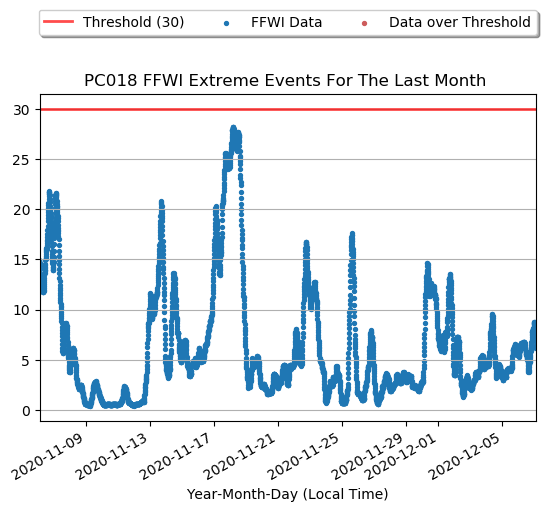 Threshold (30) FFWI Data Data over Threshold
PC018 FFWI Extreme Events For The Last Month
30
25
20
15
10
5
0
2020-11-09 2020-11-13 2020-11-17 2020-11-21 2020-11-25 2020-11-29 2020-12-01 2020-12-05
Year-Month-Day (Local Time)